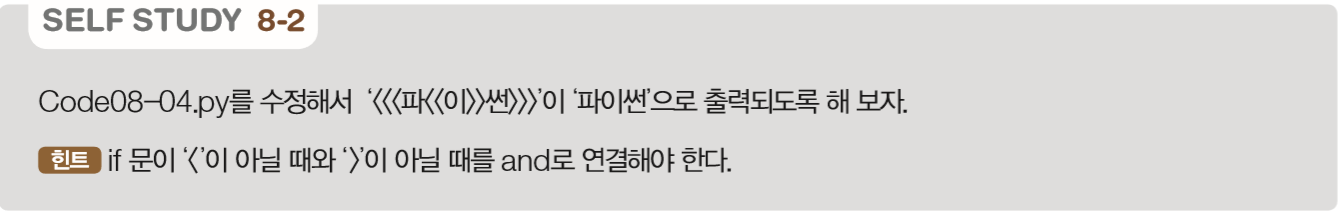 SELF STUDY 8-2
Code08-04.py를 수정해서 ‘〈〈〈파〈〈이〉〉썬〉〉〉’이 ‘파이썬’으로 출력되도록 해 보자.
힌트 if 문이 ‘〈’이 아닐 때와 ‘〉’이 아닐 때를 and로 연결해야 한다.